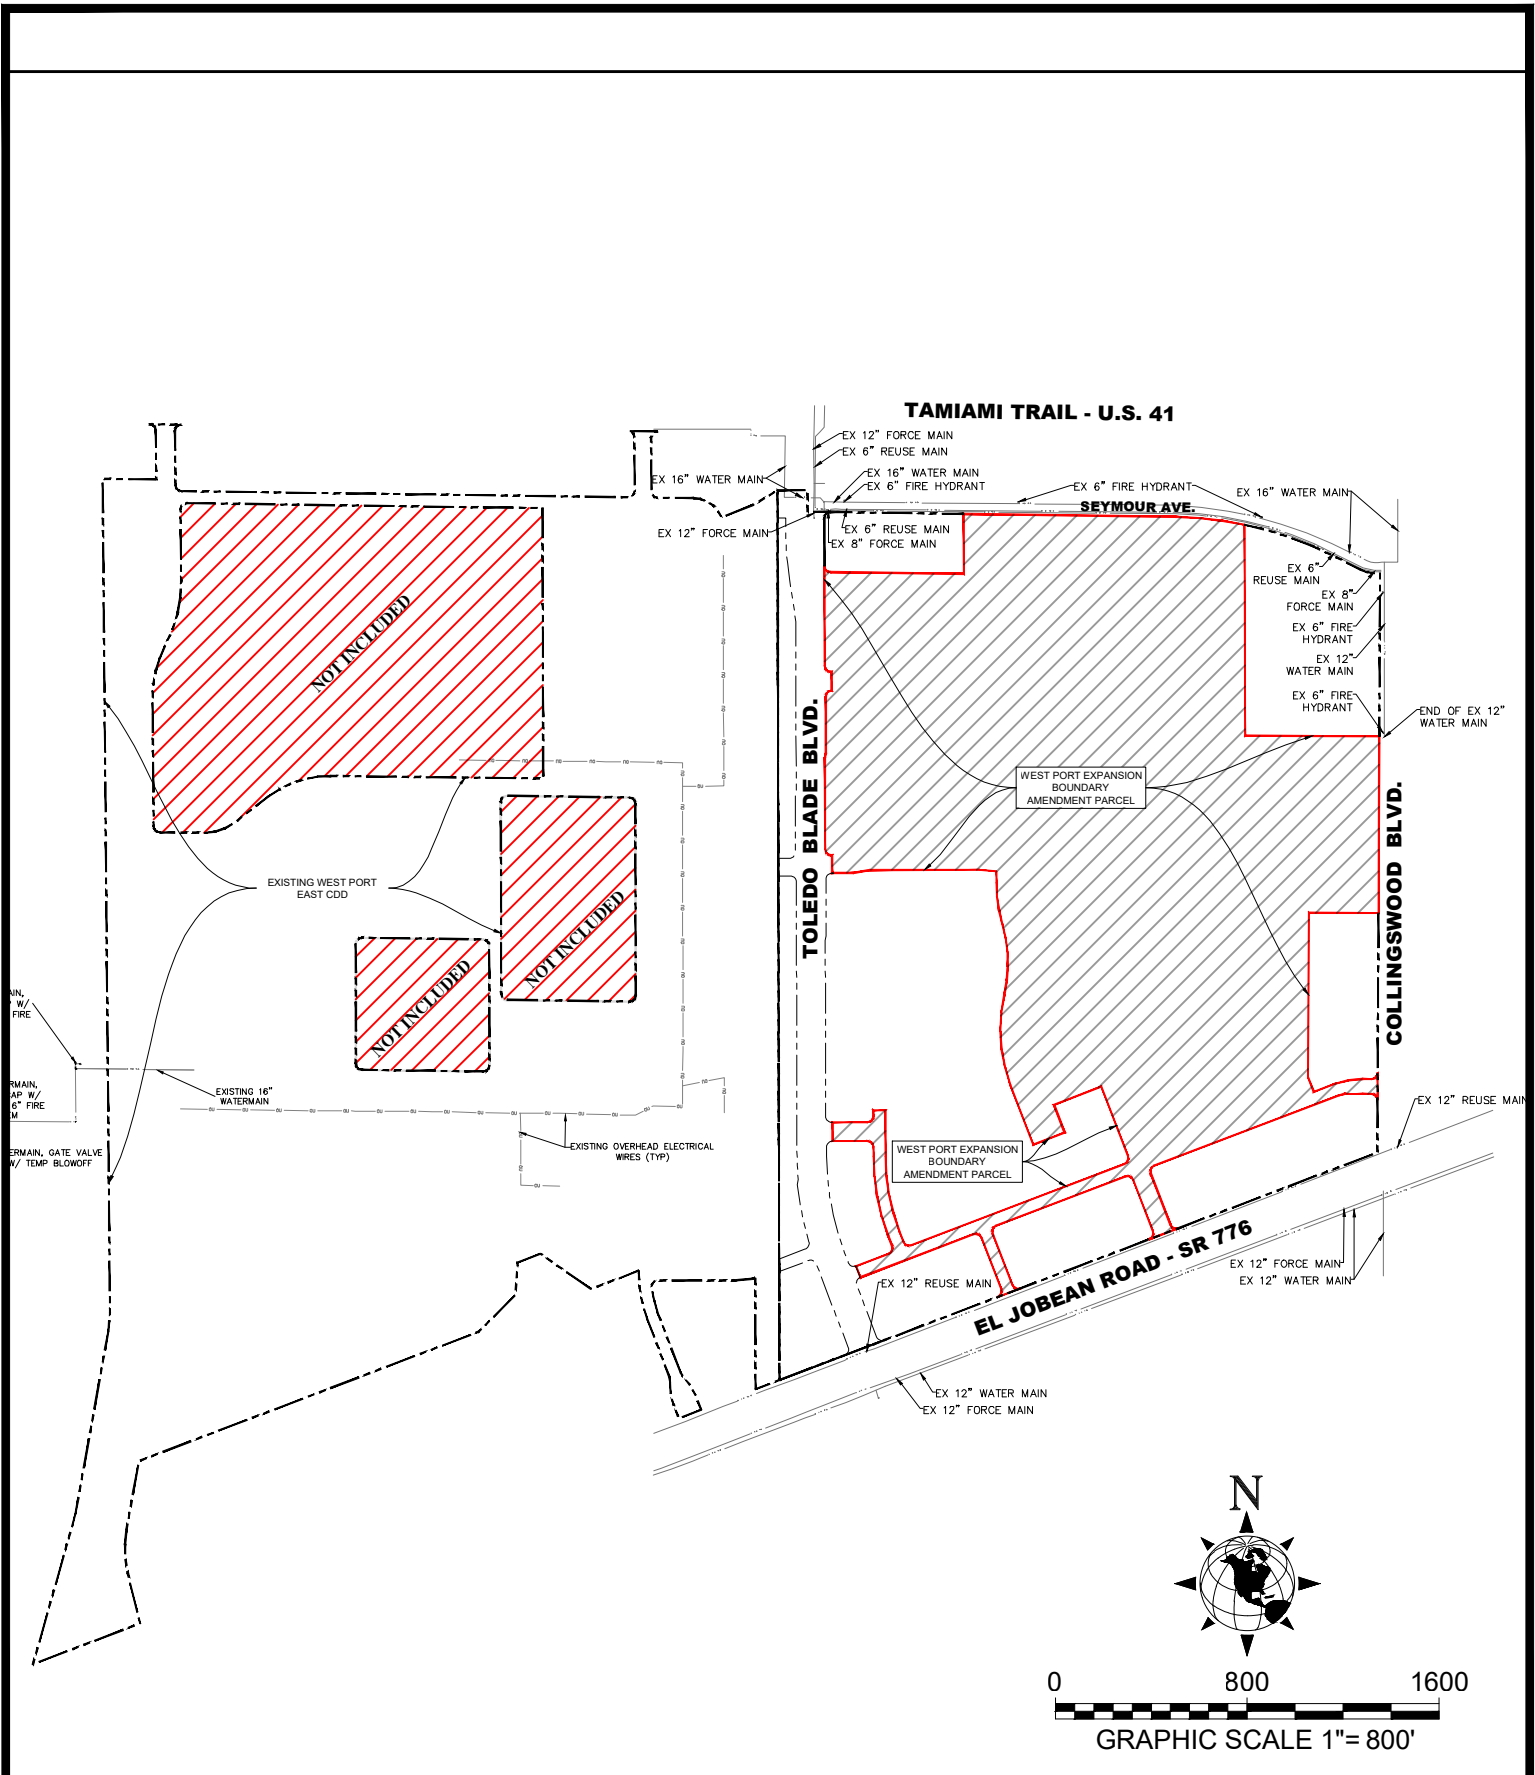 TAMIAMI TRAIL - U.S. 41
EX 12" FORCE MAIN
EX 6" REUSE MAIN
EX 16" WATER MAIN
EX 16" WATER MAIN
EX 6" FIRE HYDRANT
EX 6" FIRE HYDRANT
EX 16" WATER MAIN
SEYMOUR AVE.
EX 12" FORCE MAIN
EX 6" REUSE MAIN
EX 8" FORCE MAIN
EX 6"
REUSE MAIN
EX 8"
FORCE MAIN
EX 6" FIRE
HYDRANT
EX 12"
WATER MAIN
EX 6" FIRE
HYDRANT
END OF EX 12"
WATER MAIN
NOT INCLUDED
TOLEDO BLADE BLVD.
WEST PORT EXPANSION
BOUNDARY
AMENDMENT PARCEL
COLLINGSWOOD BLVD.
EXISTING WEST PORT
EAST CDD
NOT INCLUDED
NOT INCLUDED
W/
FIRE
EXISTING 16"
WATERMAIN
W/
6" FIRE
EXISTING OVERHEAD ELECTRICAL
WIRES (TYP)
GATE VALVE
W/ TEMP BLOWOFF
WEST PORT EXPANSION
BOUNDARY
AMENDMENT PARCEL
EX 12" REUSE MAIN
EL JOBEAN ROAD - SR 776
EX 12" FORCE MAIN
EX 12" WATER MAIN
EX 12" REUSE MAIN
EX 12" WATER MAIN
EX 12" FORCE MAIN
N
0 800 1600
GRAPHIC SCALE 1"= 800'